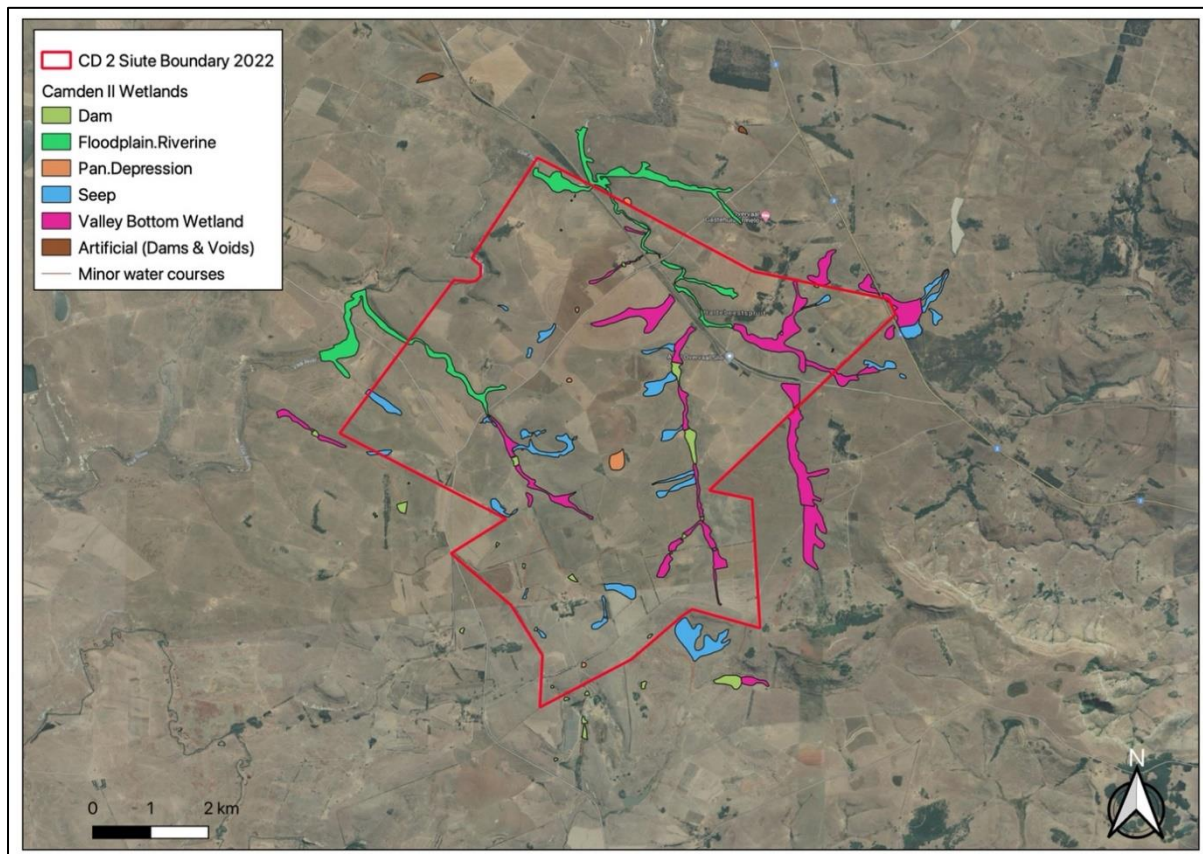 CD 2 Siute Boundary 2022
Camden II Wetlands
Dam
Floodplain.Riverine
Pan.Depression
Seep
Valley Bottom Wetland
Artificial (Dams & Voids)
Minor water courses
0 1 2 km
N